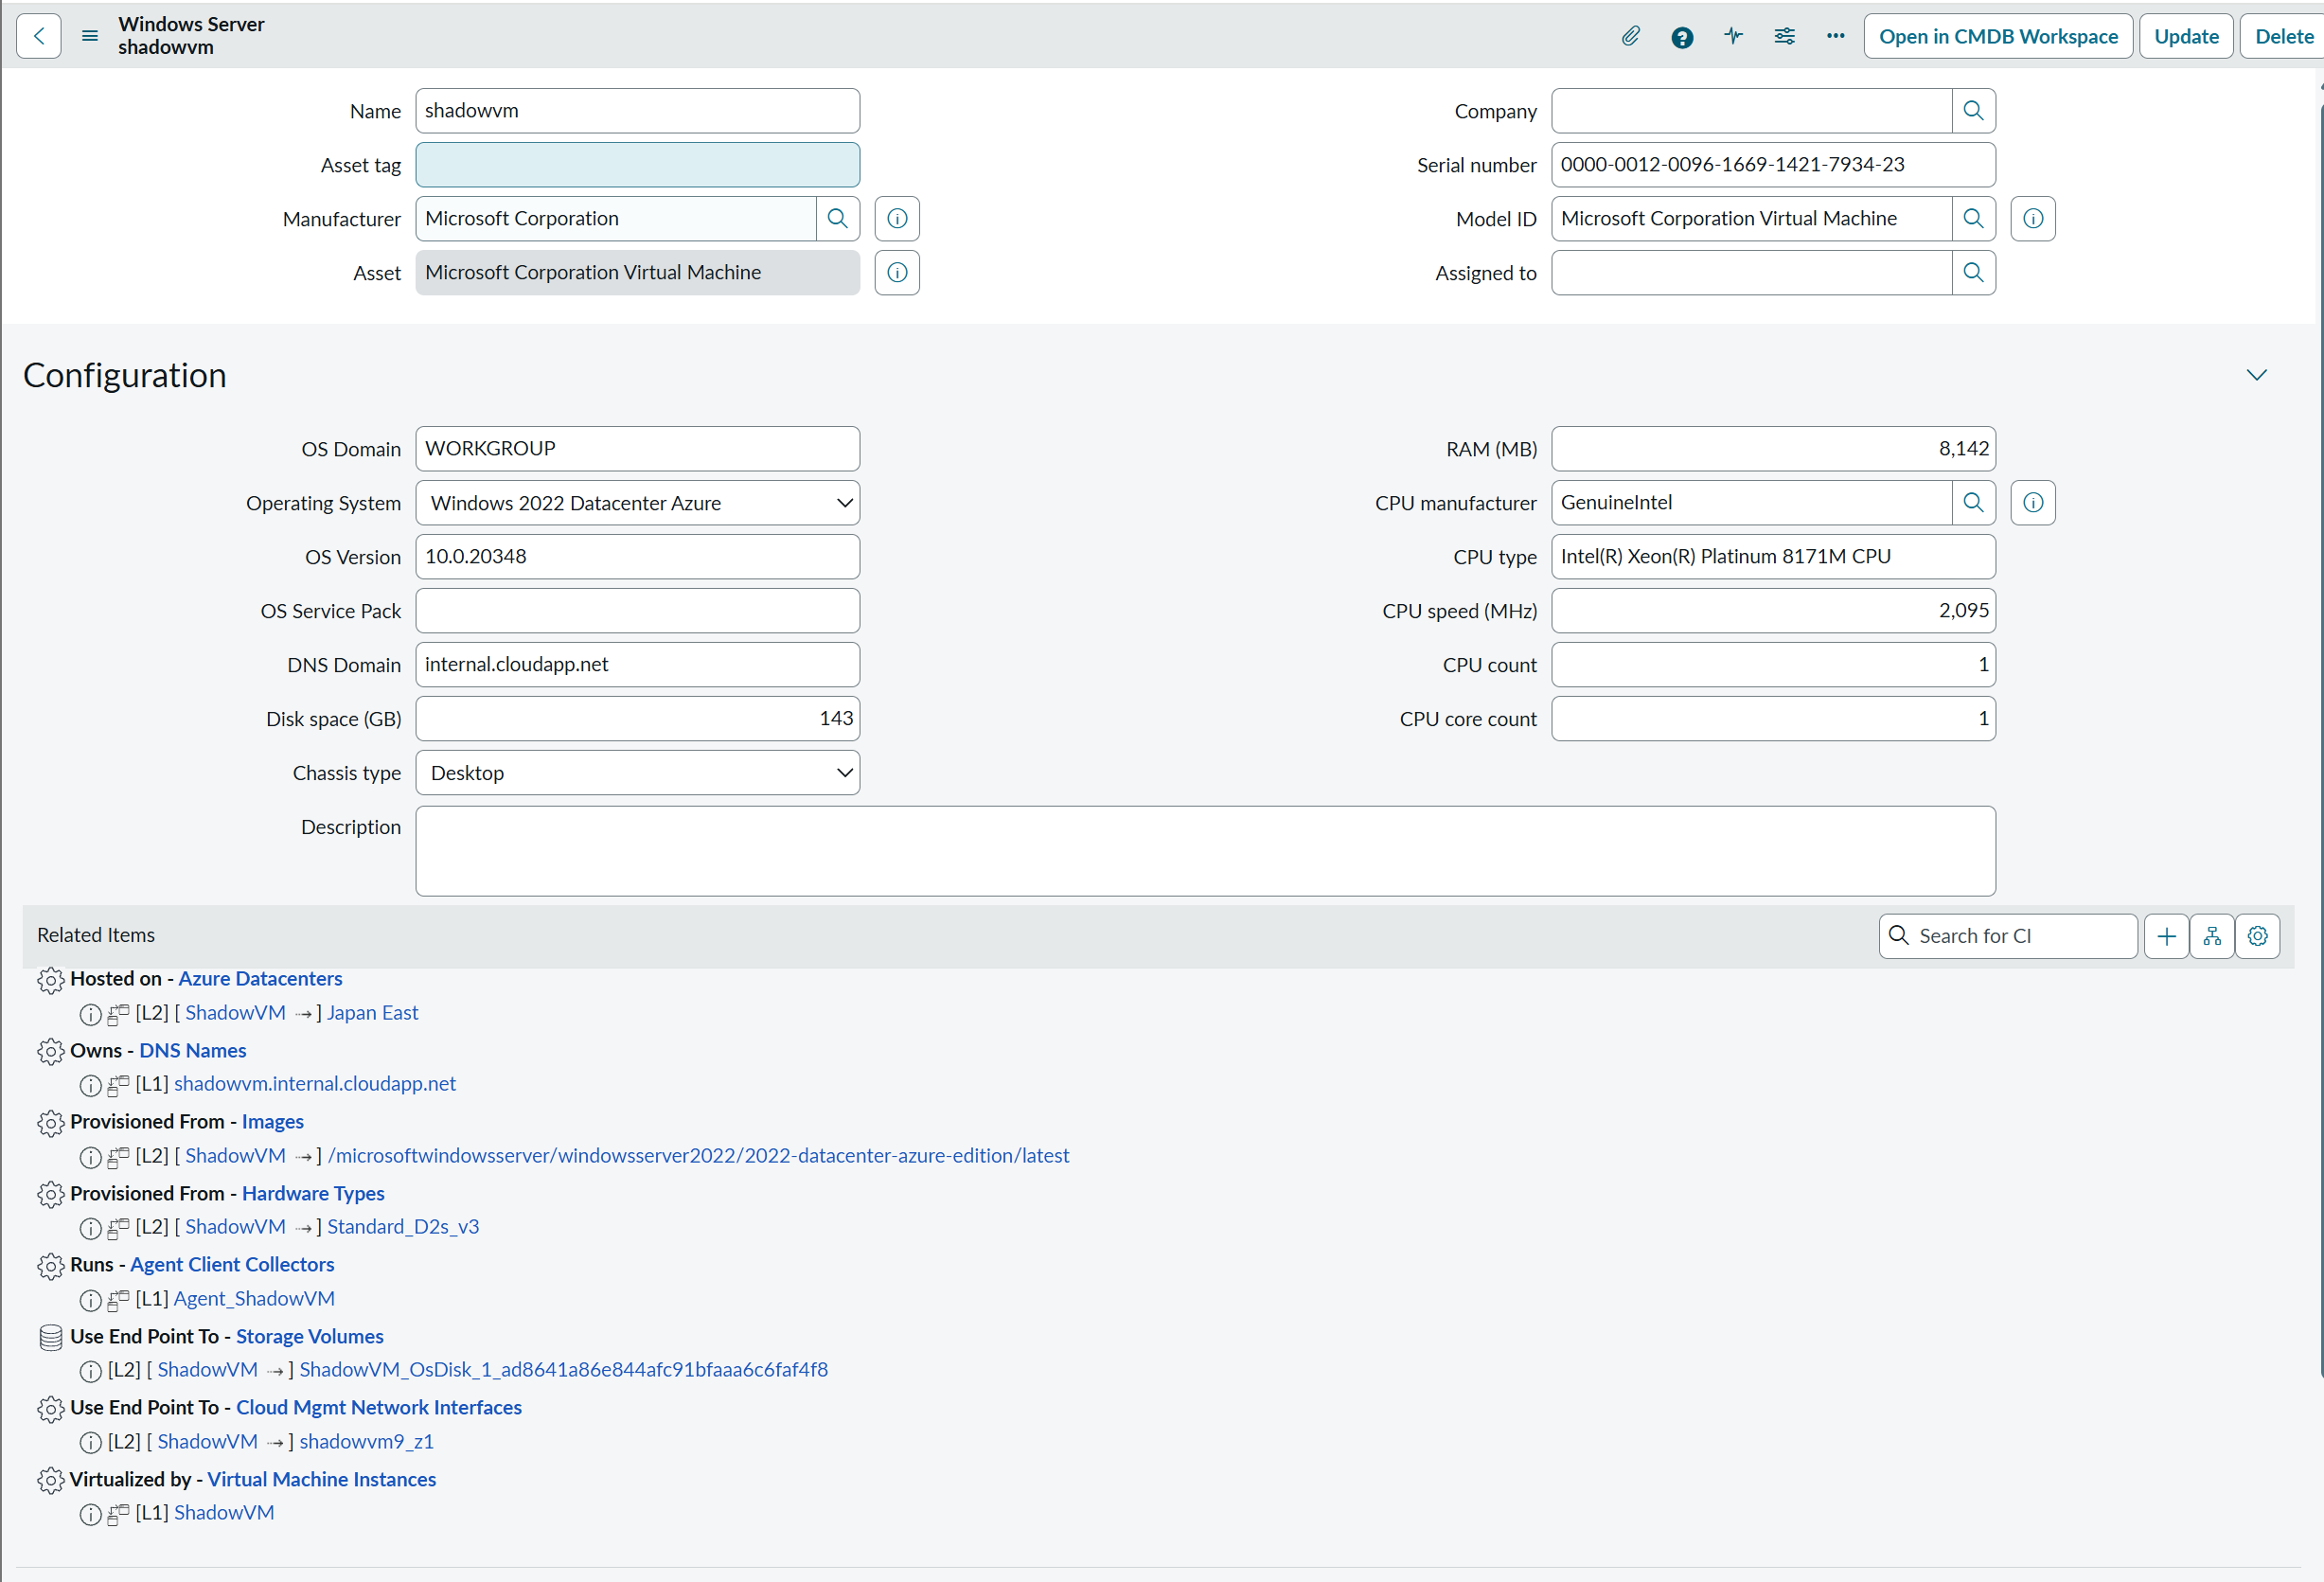 Windows Server
shadowvm
Open in CMDB Workspace
Update
Delete
Name shadowvm
Company
Asset tag
Serial number 0000-0012-0096-1669-1421-7934-23
Manufacturer Microsoft Corporation
Model ID Microsoft Corporation Virtual Machine
Asset Microsoft Corporation Virtual Machine
Assigned to
Configuration
OS Domain WORKGROUP
RAM (MB) 8,142
Operating System Windows 2022 Datacenter Azure
CPU manufacturer GenuineIntel
OS Version 10.0.20348
CPU type Intel(R) Xeon(R) Platinum 8171M CPU
OS Service Pack
CPU speed (MHz) 2,095
DNS Domain internal.cloudapp.net
CPU count 1
Disk space (GB) 143
CPU core count 1
Chassis type Desktop
Description
Related Items
Search for CI
Hosted on - Azure Datacenters
[L2] [ ShadowVM ⇢ ] Japan East
Owns - DNS Names
[L1] shadowvm.internal.cloudapp.net
Provisioned From - Images
[L2] [ ShadowVM ⇢ ] /microsoftwindowsserver/windowsserver2022/2022-datacenter-azure-edition/latest
Provisioned From - Hardware Types
[L2] [ ShadowVM ⇢ ] Standard_D2s_v3
Runs - Agent Client Collectors
[L1] Agent_ShadowVM
Use End Point To - Storage Volumes
[L2] [ ShadowVM ⇢ ] ShadowVM_OsDisk_1_ad8641a86e844afc91bfaaa6c6faf4f8
Use End Point To - Cloud Mgmt Network Interfaces
[L2] [ ShadowVM ⇢ ] shadowvm9_z1
Virtualized by - Virtual Machine Instances
[L1] ShadowVM